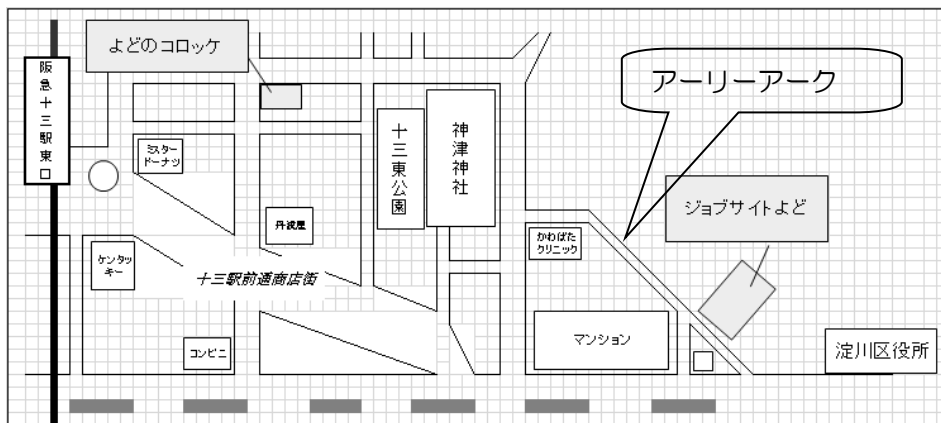 よどのコロッケ
阪急十三駅東口
アーリーアーク
ミスター
ドーナツ
十三東公園
神津神社
ジョブサイトよど
丹波屋
かわばた
クリニック
ケンタッ
キー
十三駅前通商店街
コンビニ
マンション
淀川区役所